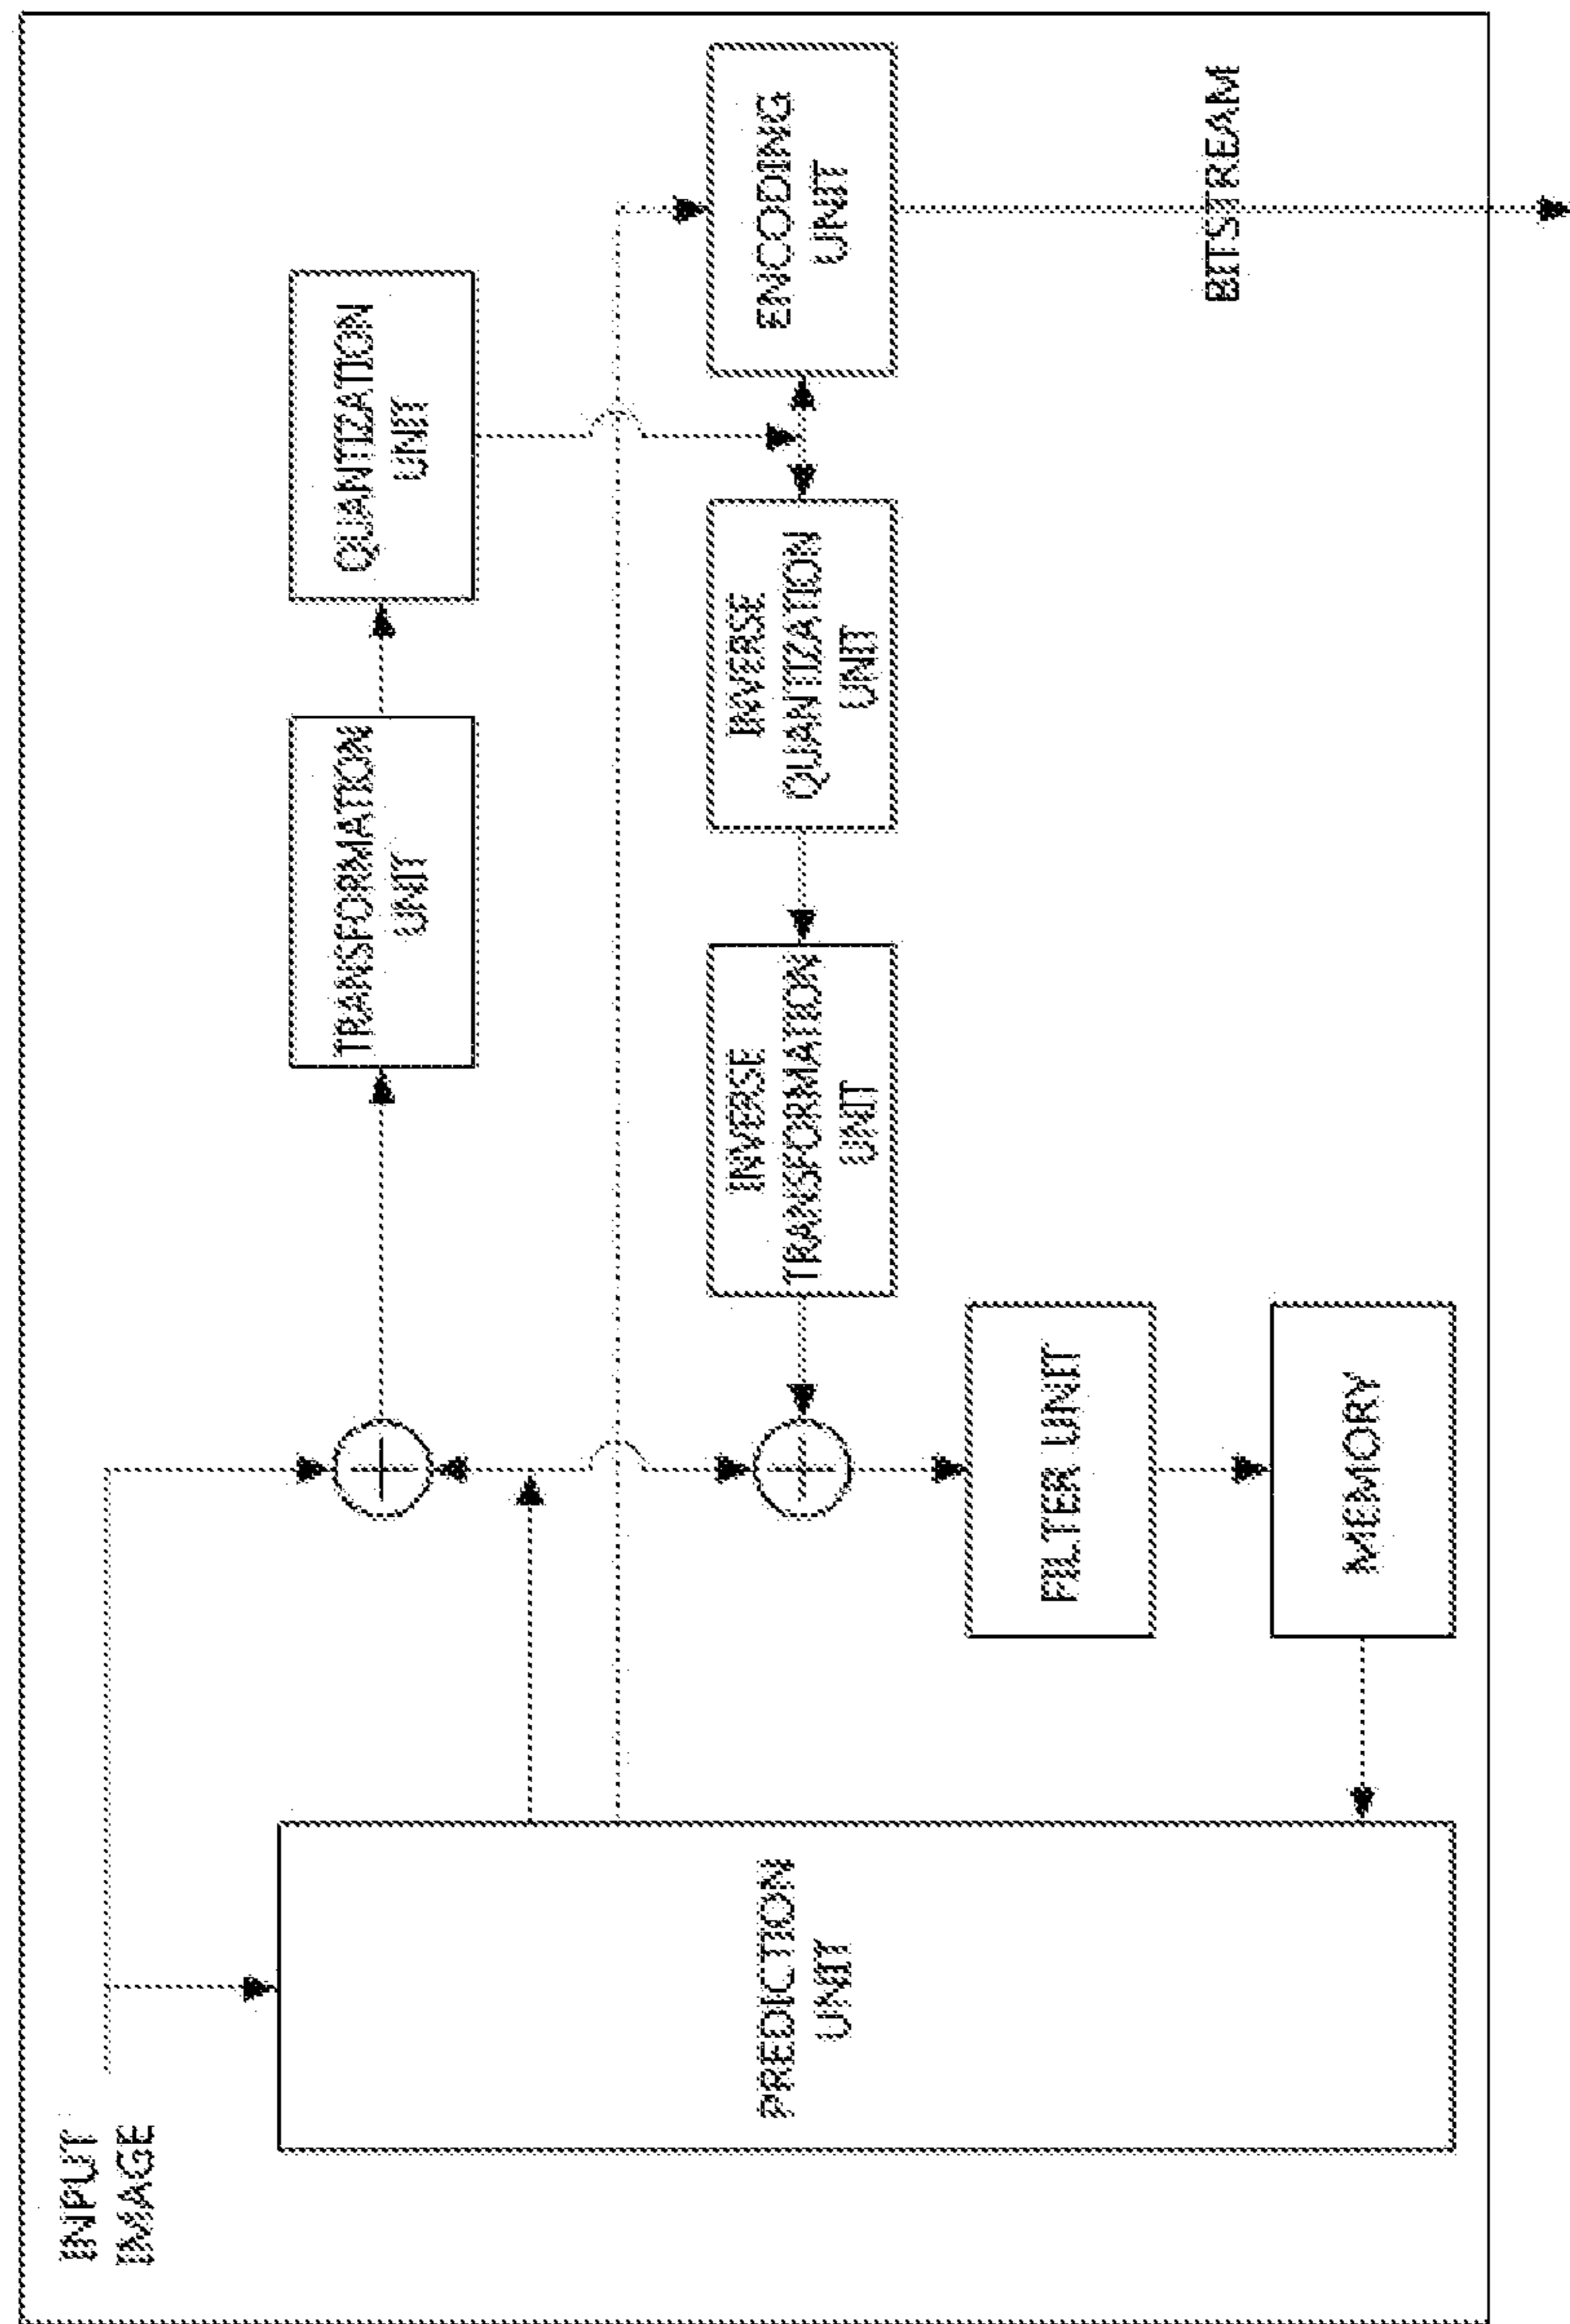 INPUT
IMAGE
TRANSFORMATION
UNIT
QUANTIZATION
UNIT
PREDICTION
UNIT
INVERSE
TRANSFORMATION
UNIT
INVERSE
QUANTIZATION
UNIT
ENCODING
UNIT
FILTER UNIT
MEMORY
BITSTREAM